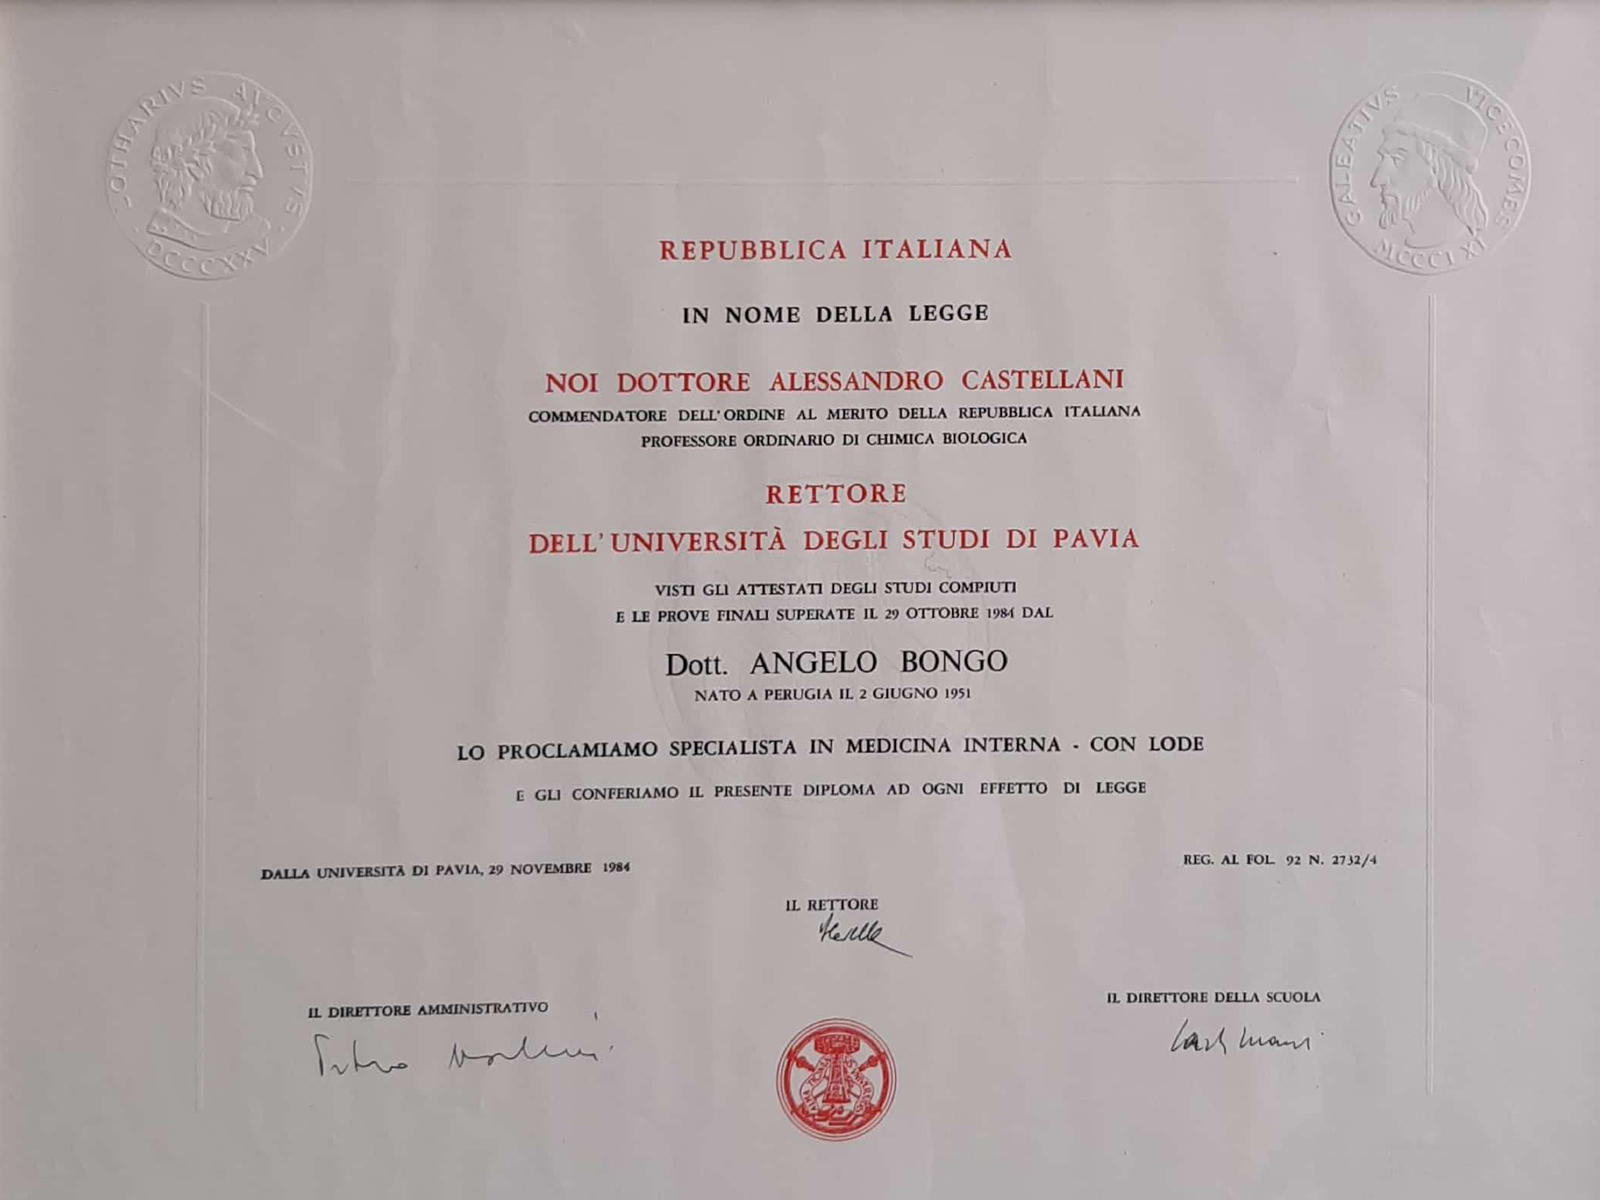 LOTHARIVS AVGVSTVS
DCCCXXV
GALEATIVS VICECOMES
MCCCLXI
REPUBBLICA ITALIANA
IN NOME DELLA LEGGE
NOI DOTTORE ALESSANDRO CASTELLANI
COMMENDATORE DELL'ORDINE AL MERITO DELLA REPUBBLICA ITALIANA
PROFESSORE ORDINARIO DI CHIMICA BIOLOGICA
RETTORE
DELL'UNIVERSITÀ DEGLI STUDI DI PAVIA
VISTI GLI ATTESTATI DEGLI STUDI COMPIUTI
E LE PROVE FINALI SUPERATE IL 29 OTTOBRE 1984 DAL
Dott. ANGELO BONGO
NATO A PERUGIA IL 2 GIUGNO 1951
LO PROCLAMIAMO SPECIALISTA IN MEDICINA INTERNA - CON LODE
E GLI CONFERIAMO IL PRESENTE DIPLOMA AD OGNI EFFETTO DI LEGGE
DALLA UNIVERSITÀ DI PAVIA, 29 NOVEMBRE 1984
REG. AL FOL. 92 N. 2732/4
IL RETTORE
IL DIRETTORE AMMINISTRATIVO
IL DIRETTORE DELLA SCUOLA